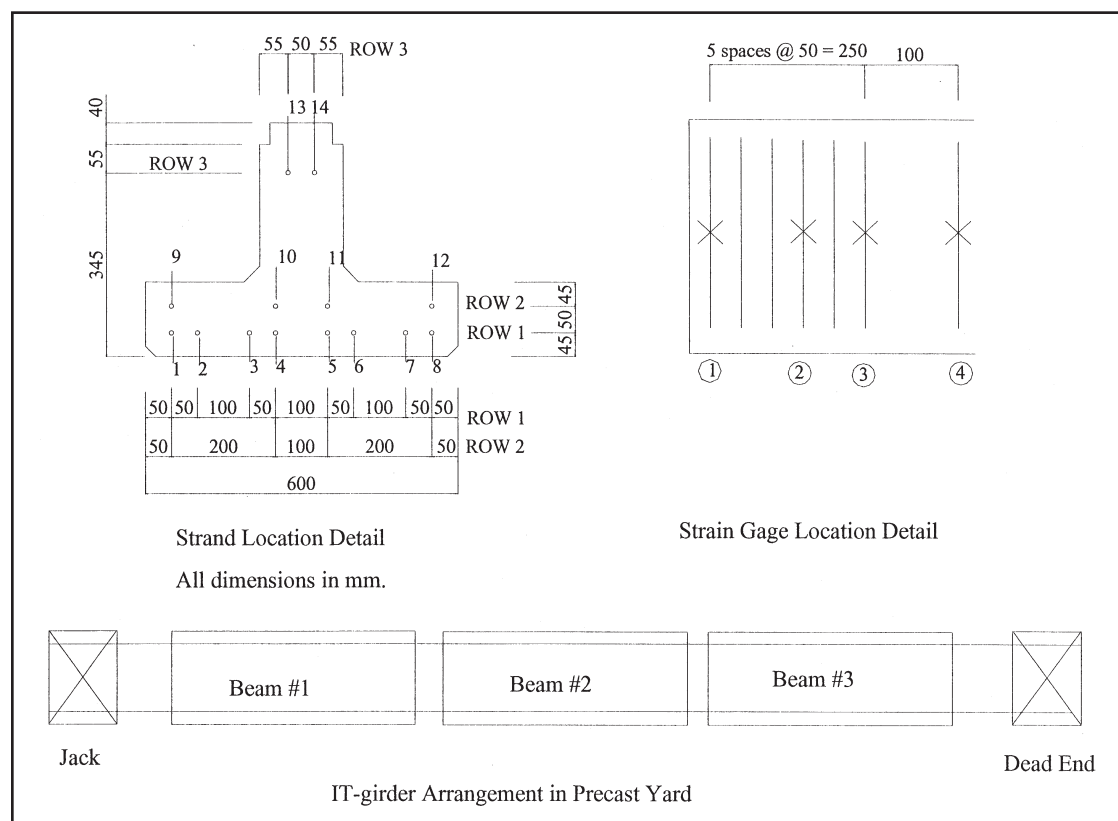 55 50 55 ROW 3
13 14
40
55
345
ROW 3
9 10 11 12
ROW 2
ROW 1
45
50
45
1 2 3 4 5 6 7 8
50 50 100 50 100 50 100 50 50 ROW 1
50 200 100 200 50 ROW 2
600
Strand Location Detail
All dimensions in mm.
5 spaces @ 50 = 250 100
1 2 3 4
Strain Gage Location Detail
Beam #1 Beam #2 Beam #3
Jack
Dead End
IT-girder Arrangement in Precast Yard